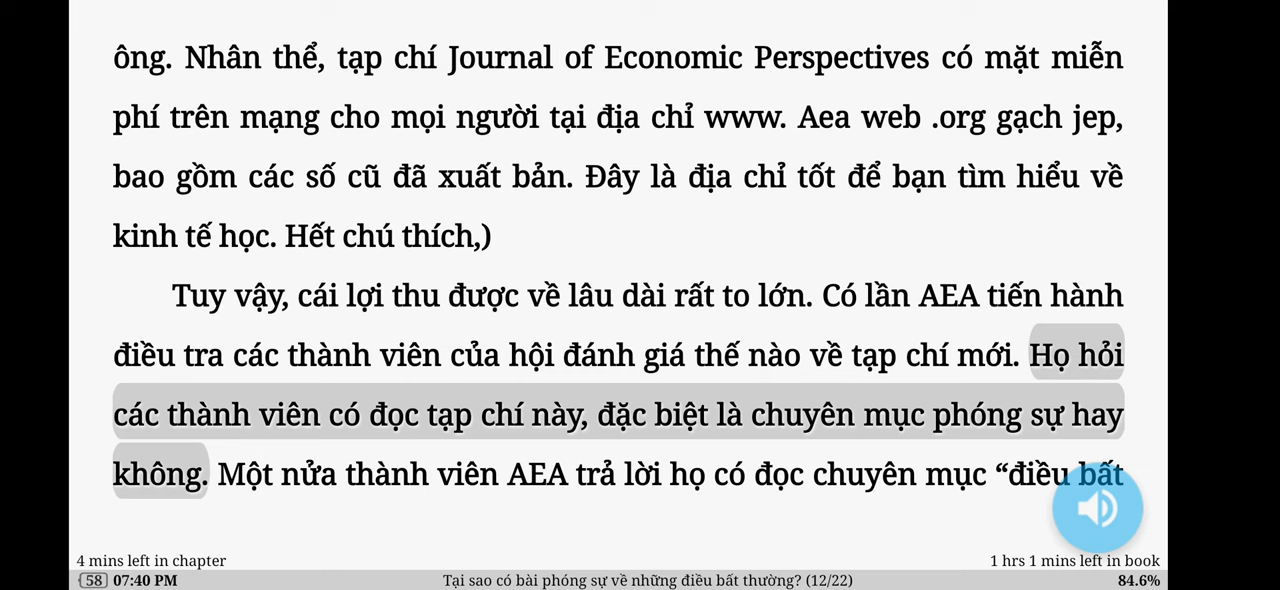 ông. Nhân thể, tạp chí Journal of Economic Perspectives có mặt miễn
phí trên mạng cho mọi người tại địa chỉ www. Aea web .org gạch jep,
bao gồm các số cũ đã xuất bản. Đây là địa chỉ tốt để bạn tìm hiểu về
kinh tế học. Hết chú thích,)
Tuy vậy, cái lợi thu được về lâu dài rất to lớn. Có lần AEA tiến hành
điều tra các thành viên của hội đánh giá thế nào về tạp chí mới. Họ hỏi
các thành viên có đọc tạp chí này, đặc biệt là chuyên mục phóng sự hay
không. Một nửa thành viên AEA trả lời họ có đọc chuyên mục “điều bất
4 mins left in chapter
1 hrs 1 mins left in book
58 07:40 PM
Tại sao có bài phóng sự về những điều bất thường? (12/22)
84.6%